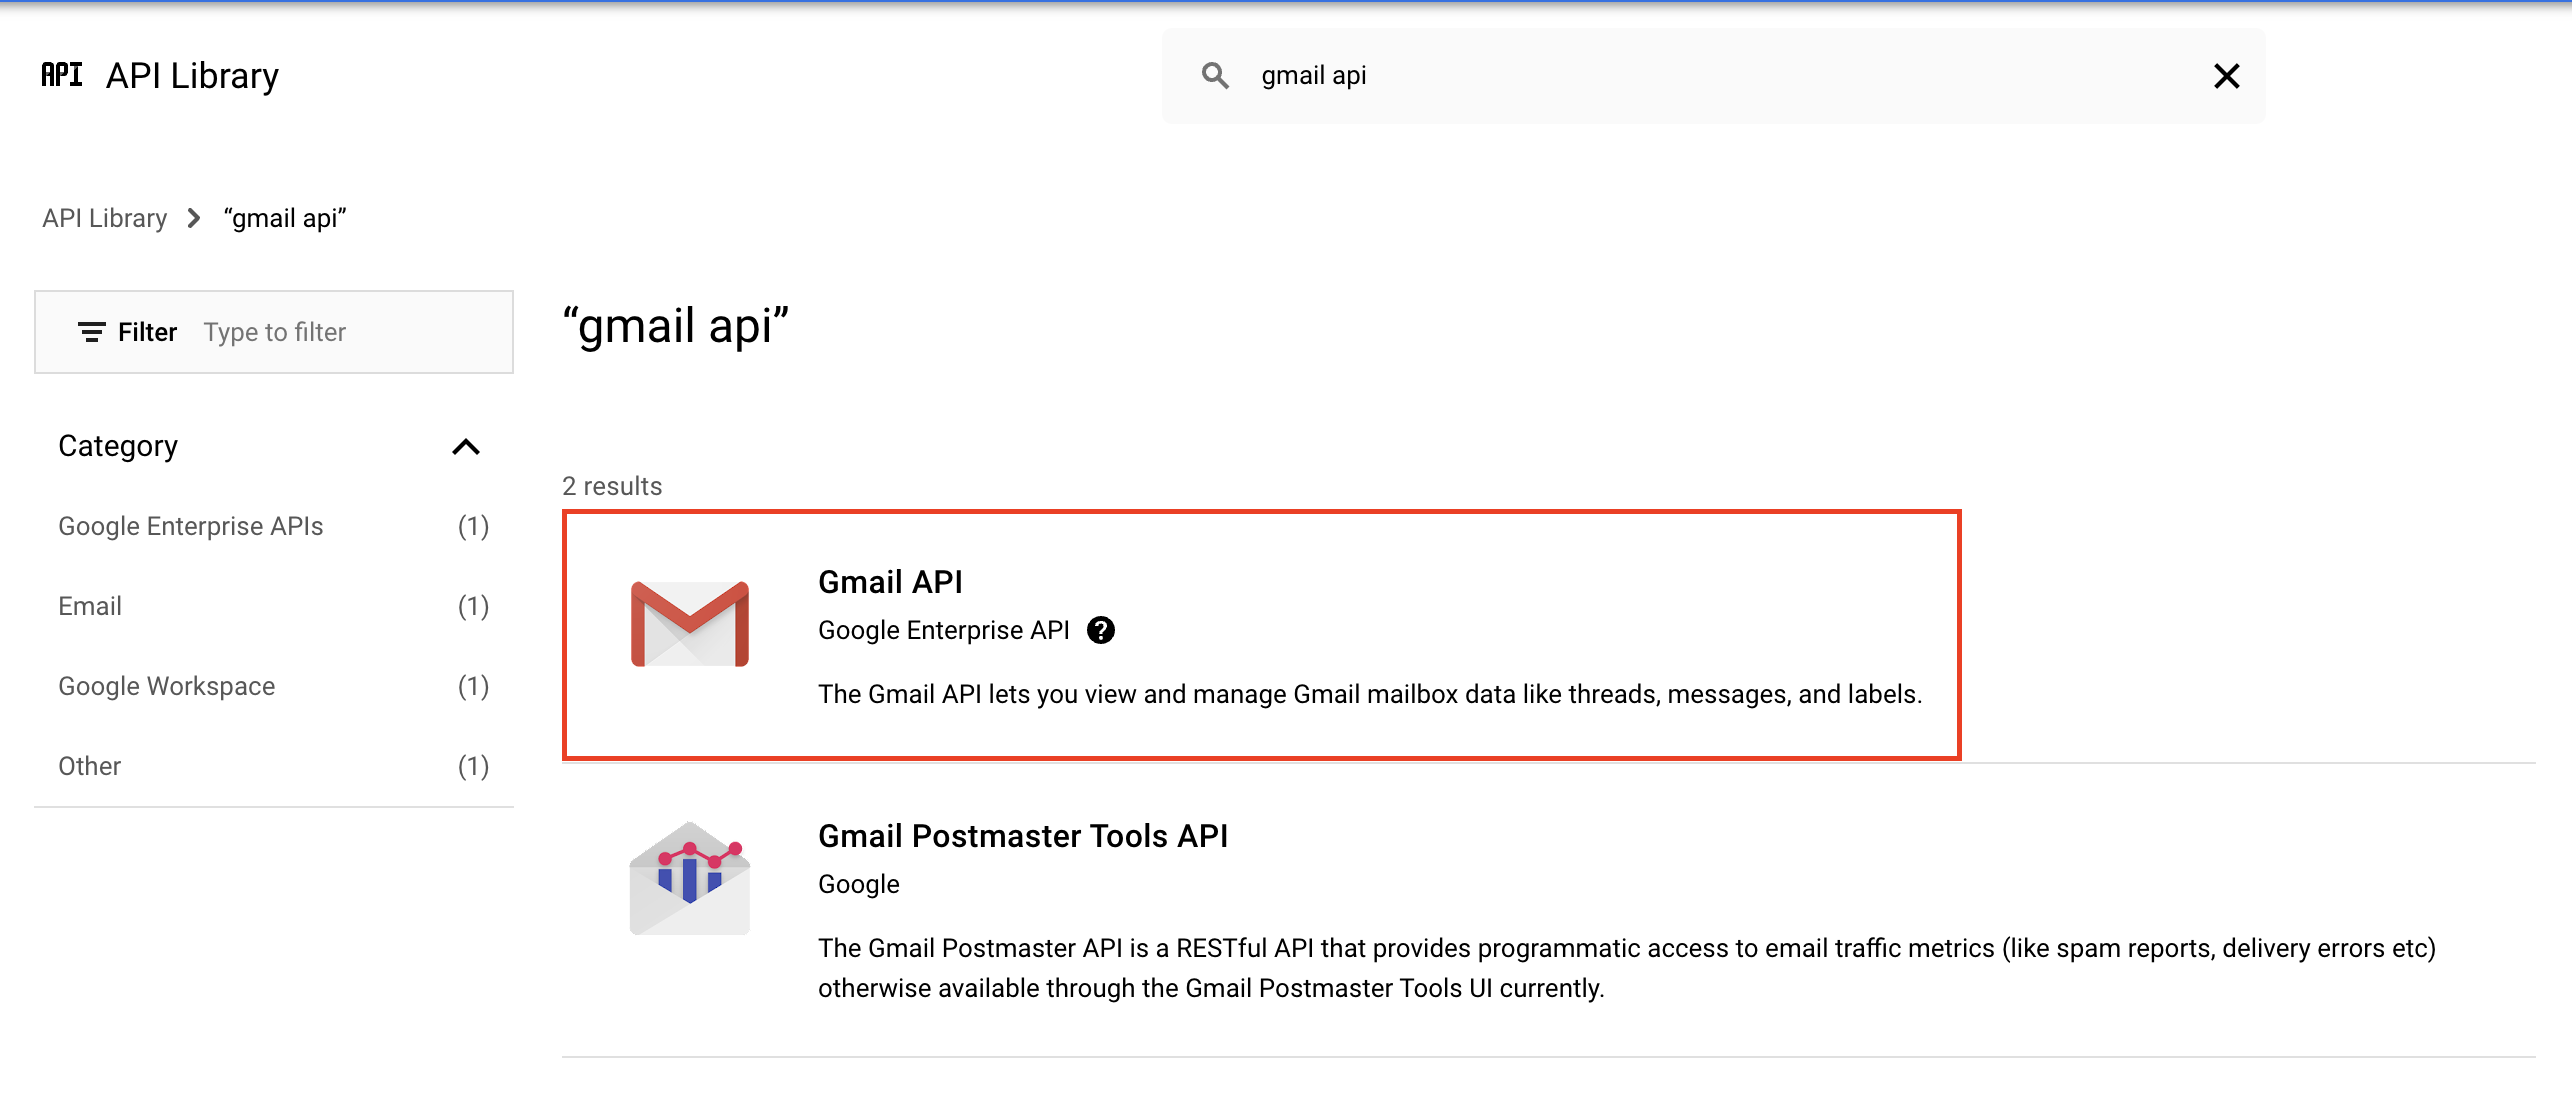 API API Library
gmail api
API Library “gmail api”
Filter Type to filter
“gmail api”
Category
Google Enterprise APIs (1)
Email (1)
Google Workspace (1)
Other (1)
2 results
Gmail API
Google Enterprise API ?
The Gmail API lets you view and manage Gmail mailbox data like threads, messages, and labels.
Gmail Postmaster Tools API
Google
The Gmail Postmaster API is a RESTful API that provides programmatic access to email traffic metrics (like spam reports, delivery errors etc)
otherwise available through the Gmail Postmaster Tools UI currently.